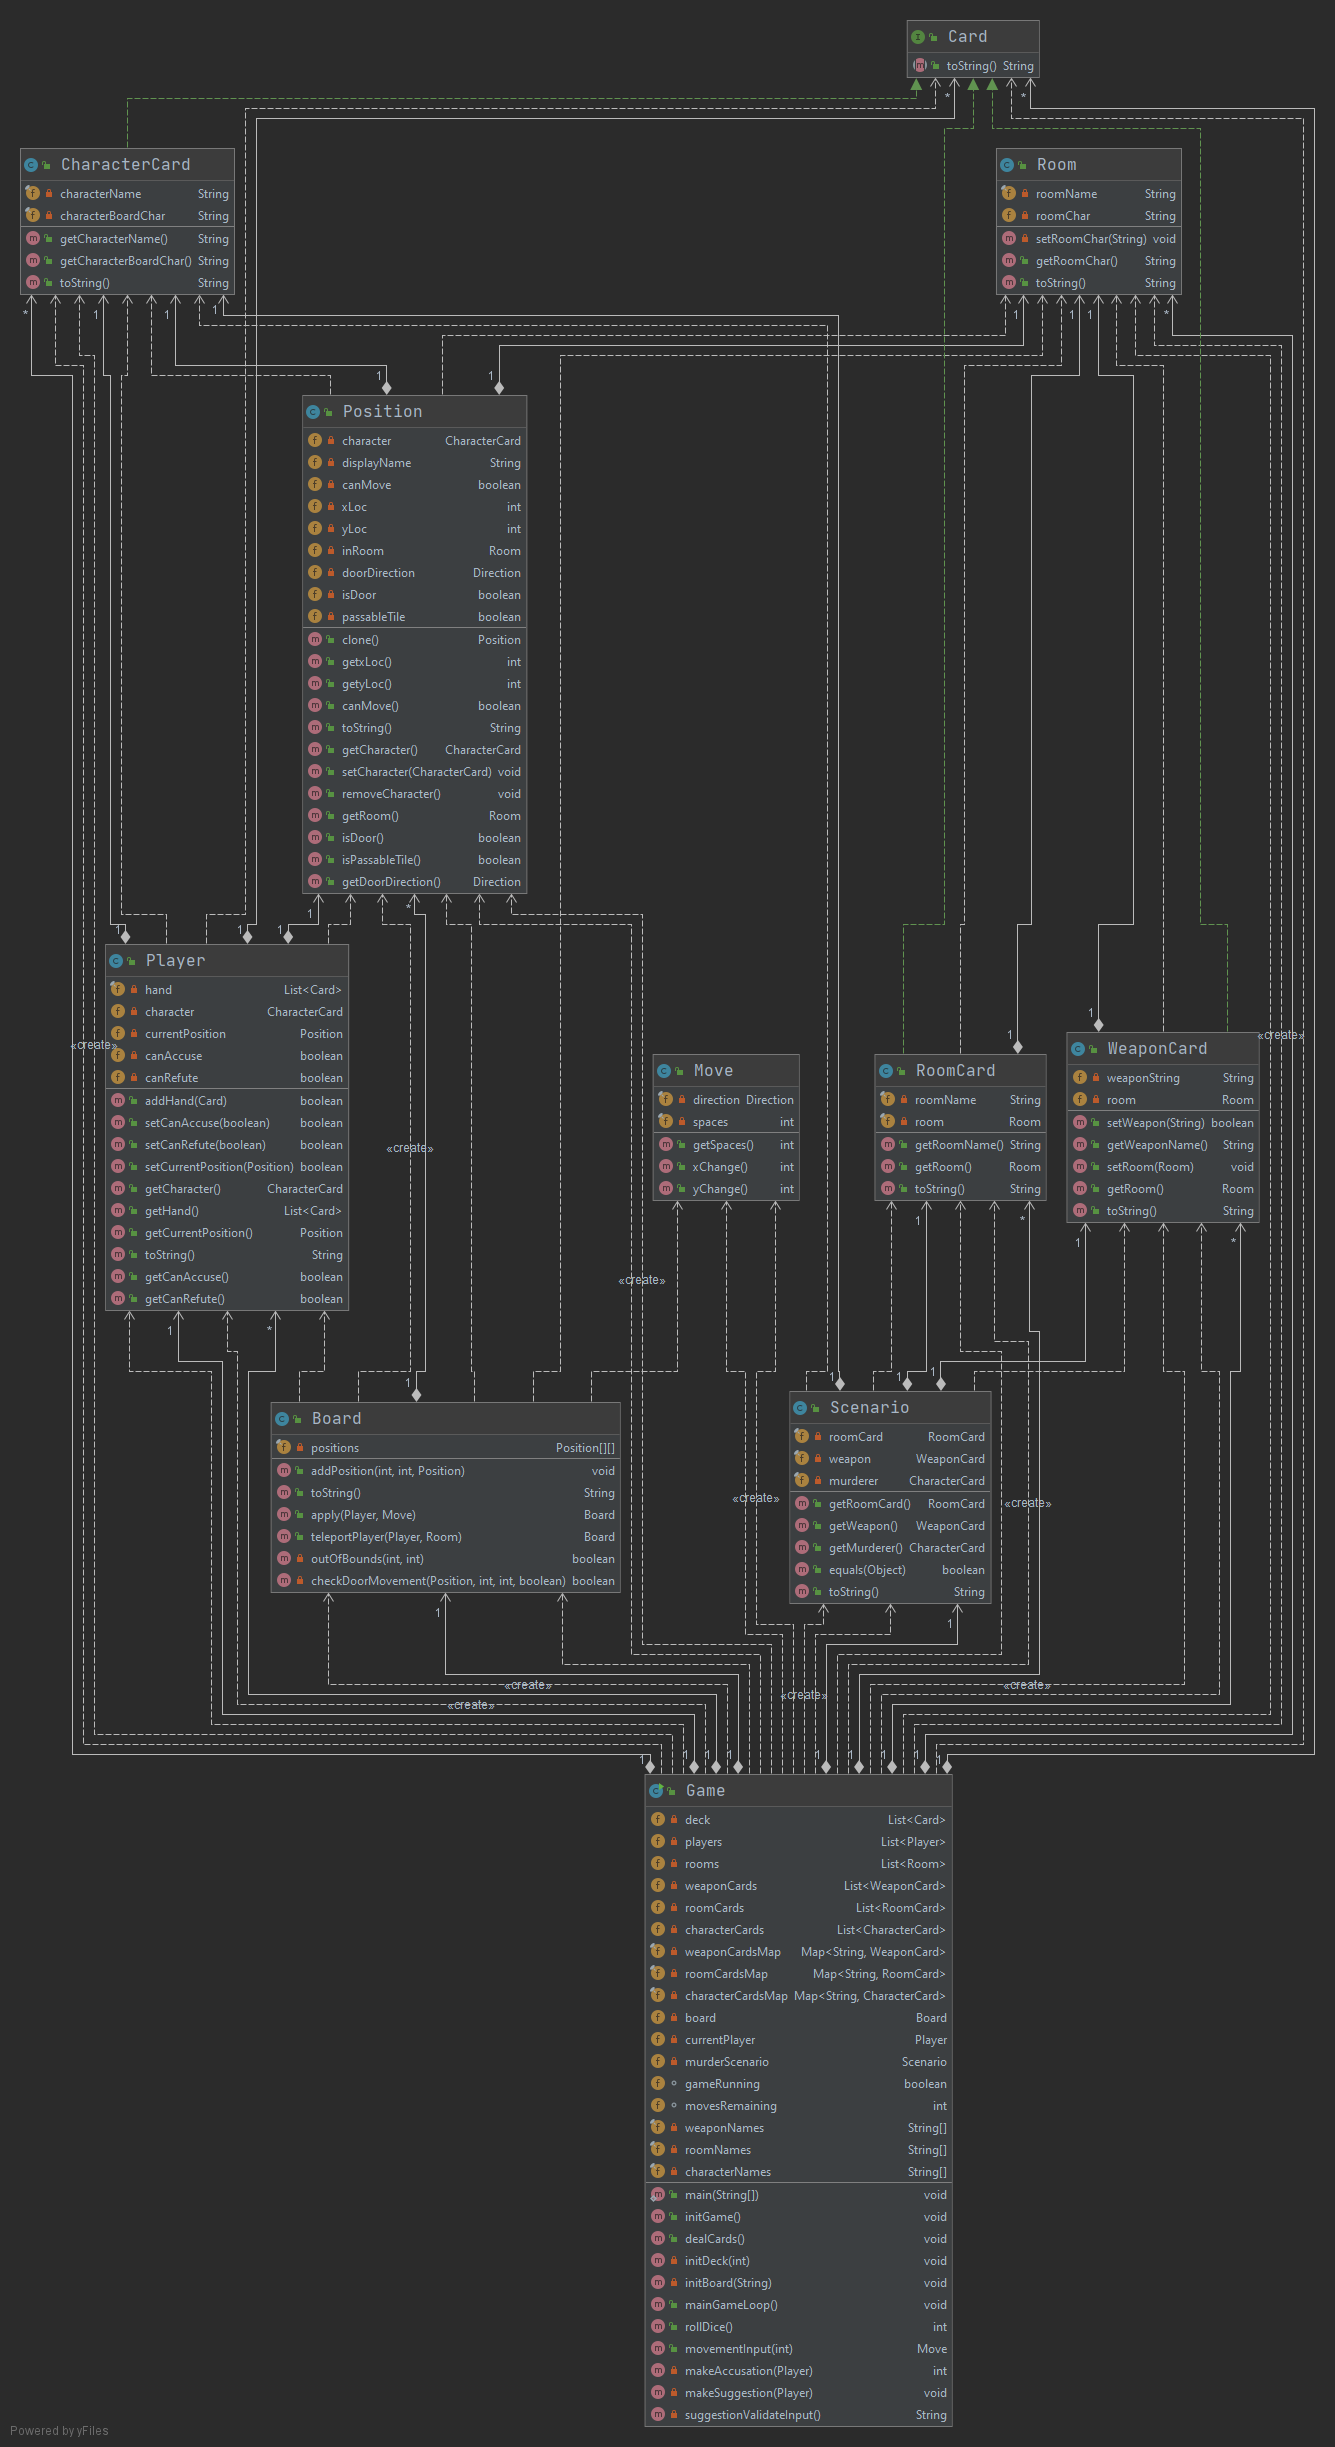 Card
toString() String
CharacterCard
characterName String
characterBoardChar String
getCharacterName() String
getCharacterBoardChar() String
toString() String
Room
roomName String
roomChar String
setRoomChar(String) void
getRoomChar() String
toString() String
Position
character CharacterCard
displayName String
canMove boolean
xLoc int
yLoc int
inRoom Room
doorDirection Direction
isDoor boolean
passableTile boolean
clone() Position
getxLoc() int
getyLoc() int
canMove() boolean
toString() String
getCharacter() CharacterCard
setCharacter(CharacterCard) void
removeCharacter() void
getRoom() Room
isDoor() boolean
isPassableTile() boolean
getDoorDirection() Direction
Player
hand List<Card>
character CharacterCard
currentPosition Position
canAccuse boolean
canRefute boolean
addHand(Card) boolean
setCanAccuse(boolean) boolean
setCanRefute(boolean) boolean
setCurrentPosition(Position) boolean
getCharacter() CharacterCard
getHand() List<Card>
getCurrentPosition() Position
toString() String
getCanAccuse() boolean
getCanRefute() boolean
Move
direction Direction
spaces int
getSpaces() int
xChange() int
yChange() int
RoomCard
roomName String
room Room
getRoomName() String
getRoom() Room
toString() String
WeaponCard
weaponString String
room Room
setWeapon(String) boolean
getWeaponName() String
setRoom(Room) void
getRoom() Room
toString() String
«create»
«create»
«create»
«create»
Board
positions Position[][]
addPosition(int, int, Position) void
toString() String
apply(Player, Move) Board
teleportPlayer(Player, Room) Board
outOfBounds(int, int) boolean
checkDoorMovement(Position, int, int, boolean) boolean
Scenario
roomCard RoomCard
weapon WeaponCard
murderer CharacterCard
getRoomCard() RoomCard
getWeapon() WeaponCard
getMurderer() CharacterCard
equals(Object) boolean
toString() String
«create»
«create»
«create»
«create»
«create»
«create»
Game
deck List<Card>
players List<Player>
rooms List<Room>
weaponCards List<WeaponCard>
roomCards List<RoomCard>
characterCards List<CharacterCard>
weaponCardsMap Map<String, WeaponCard>
roomCardsMap Map<String, RoomCard>
characterCardsMap Map<String, CharacterCard>
board Board
currentPlayer Player
murderScenario Scenario
gameRunning boolean
movesRemaining int
weaponNames String[]
roomNames String[]
characterNames String[]
main(String[]) void
initGame() void
dealCards() void
initDeck(int) void
initBoard(String) void
mainGameLoop() void
rollDice() int
movementInput(int) Move
makeAccusation(Player) int
makeSuggestion(Player) void
suggestionValidateInput() String
Powered by yFiles